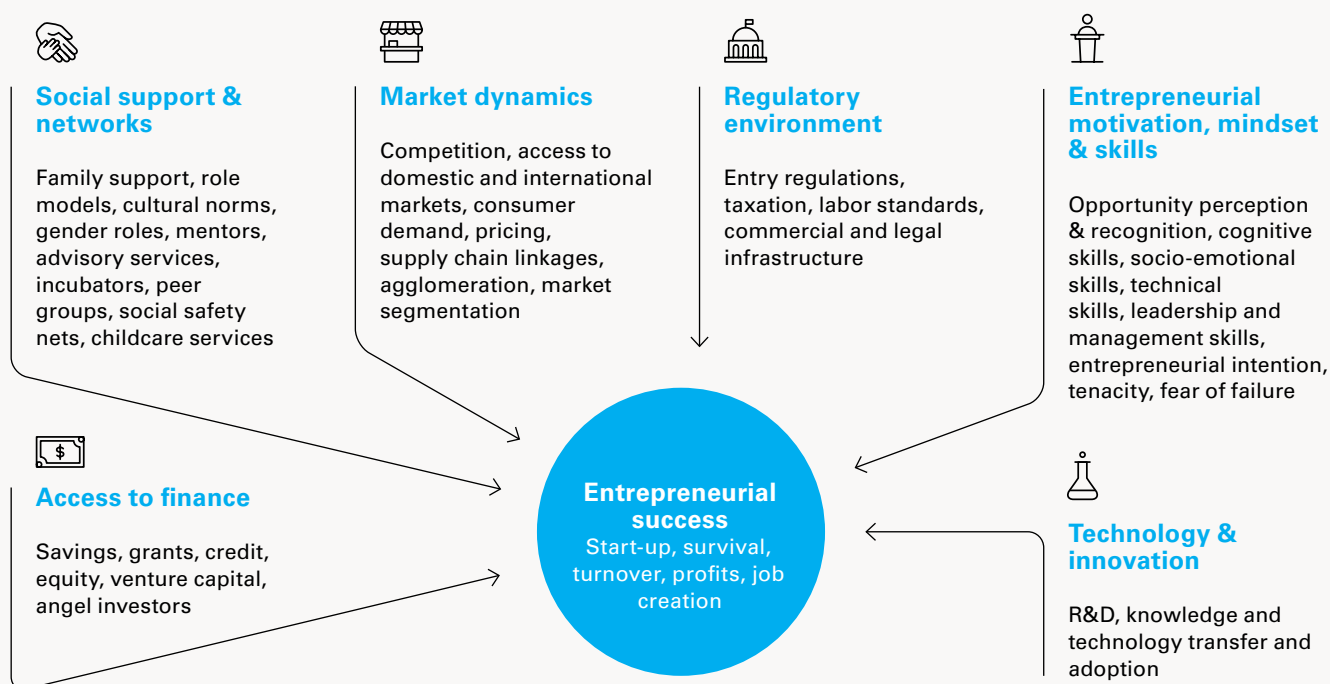 Social support &
networks
Family support, role
models, cultural norms,
gender roles, mentors,
advisory services,
incubators, peer
groups, social safety
nets, childcare services
Market dynamics
Competition, access to
domestic and international
markets, consumer
demand, pricing,
supply chain linkages,
agglomeration, market
segmentation
Regulatory
environment
Entry regulations,
taxation, labor standards,
commercial and legal
infrastructure
Entrepreneurial
motivation, mindset
& skills
Opportunity perception
& recognition, cognitive
skills, socio-emotional
skills, technical
skills, leadership and
management skills,
entrepreneurial intention,
tenacity, fear of failure
$
Access to finance
Savings, grants, credit,
equity, venture capital,
angel investors
Entrepreneurial
success
Start-up, survival,
turnover, profits, job
creation
Technology &
innovation
R&D, knowledge and
technology transfer and
adoption